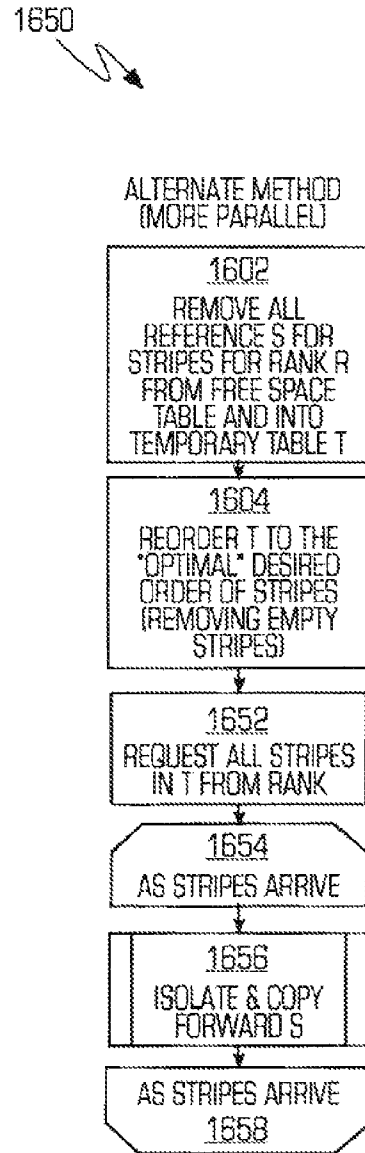 1650
ALTERNATE METHOD
(MORE PARALLEL)
1602
REMOVE ALL
REFERENCE S FOR
STRIPES FOR RANK R
FROM FREE SPACE
TABLE AND INTO
TEMPORARY TABLE T
1604
REORDER T TO THE
"OPTIMAL" DESIRED
ORDER OF STRIPES
(REMOVING EMPTY
STRIPES)
1652
REQUEST ALL STRIPES
IN T FROM RANK
1654
AS STRIPES ARRIVE
1656
ISOLATE & COPY
FORWARD S
AS STRIPES ARRIVE
1658